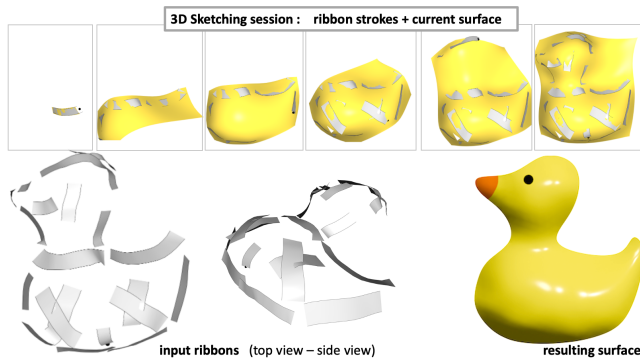 3D Sketching session : ribbon strokes + current surface
input ribbons (top view – side view)
resulting surface